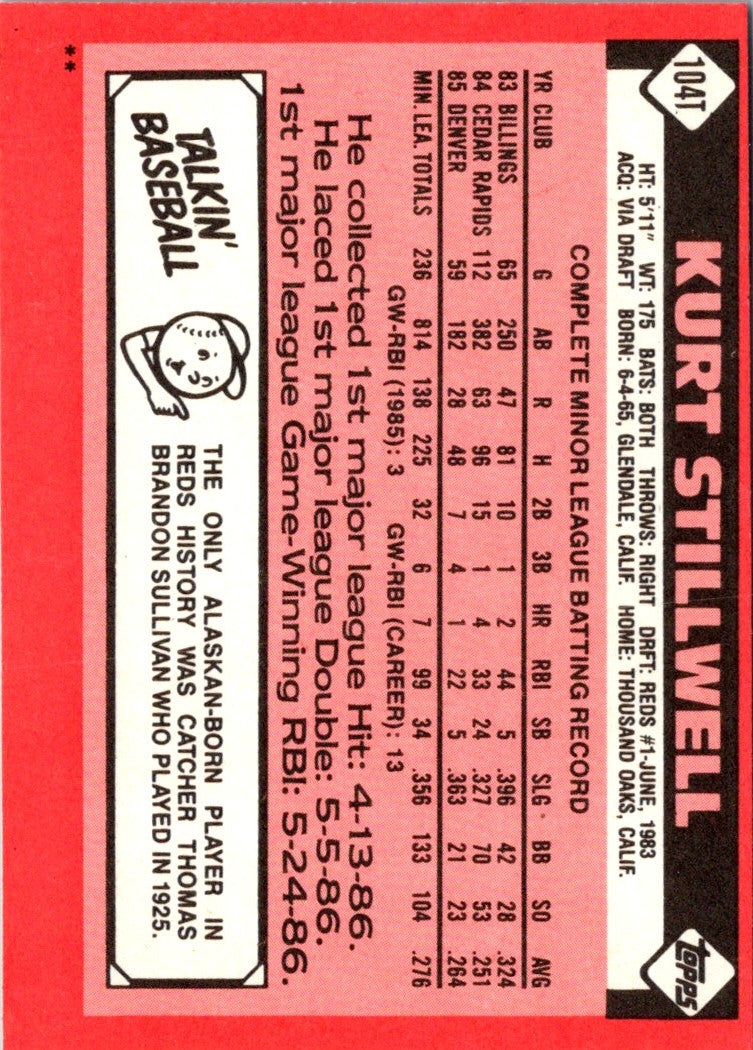 104T
KURT STILLWELL
topps
HT: 5'11" WT: 175 BATS: BOTH THROWS: RIGHT DRFT: REDS #1-JUNE, 1983
ACQ: VIA DRAFT BORN: 6-4-65, GLENDALE, CALIF. HOME: THOUSAND OAKS, CALIF.
COMPLETE MINOR LEAGUE BATTING RECORD
YR CLUB G AB R H 2B 3B HR RBI SB SLG. BB SO AVG
83 BILLINGS 65 250 47 81 10 1 2 44 5 .396 42 28 .324
84 CEDAR RAPIDS 112 382 63 96 15 1 4 33 24 .327 70 53 .251
85 DENVER 59 182 28 48 7 4 1 22 5 .363 21 23 .264
MIN. LEA. TOTALS 236 814 138 225 32 6 7 99 34 .356 133 104 .276
GW-RBI (1985): 3 GW-RBI (CAREER): 13
He collected 1st major league Hit: 4-13-86.
He laced 1st major league Double: 5-5-86.
1st major league Game-Winning RBI: 5-24-86.
TALKIN'
BASEBALL
THE ONLY ALASKAN-BORN PLAYER IN
REDS HISTORY WAS CATCHER THOMAS
BRANDON SULLIVAN WHO PLAYED IN 1925.
**